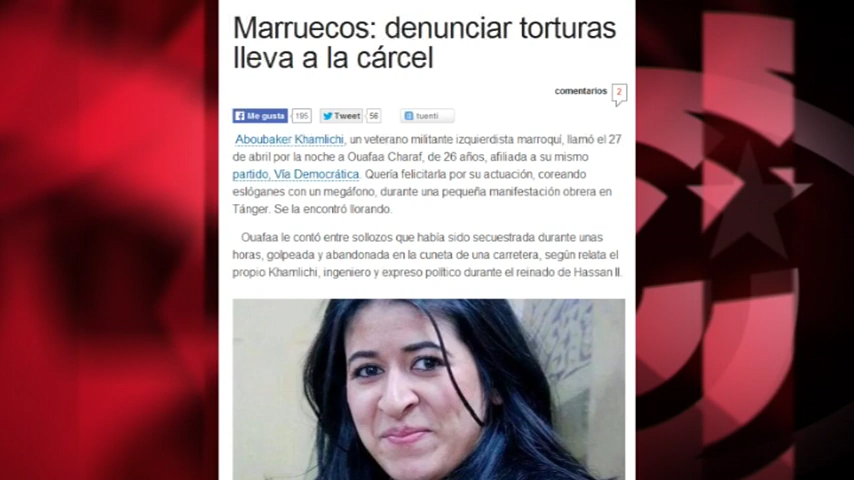 Marruecos: denunciar torturas
lleva a la cárcel
comentarios 2
Me gusta 195 Tweet 56 tuenti
Aboubaker Khamlichi, un veterano militante izquierdista marroquí, llamó el 27
de abril por la noche a Ouafaa Charaf, de 26 años, afiliada a su mismo
partido, Vía Democrática. Quería felicitarla por su actuación, coreando
eslóganes con un megáfono, durante una pequeña manifestación obrera en
Tánger. Se la encontró llorando.
Ouafaa le contó entre sollozos que había sido secuestrada durante unas
horas, golpeada y abandonada en la cuneta de una carretera, según relata el
propio Khamlichi, ingeniero y expreso político durante el reinado de Hassan II.